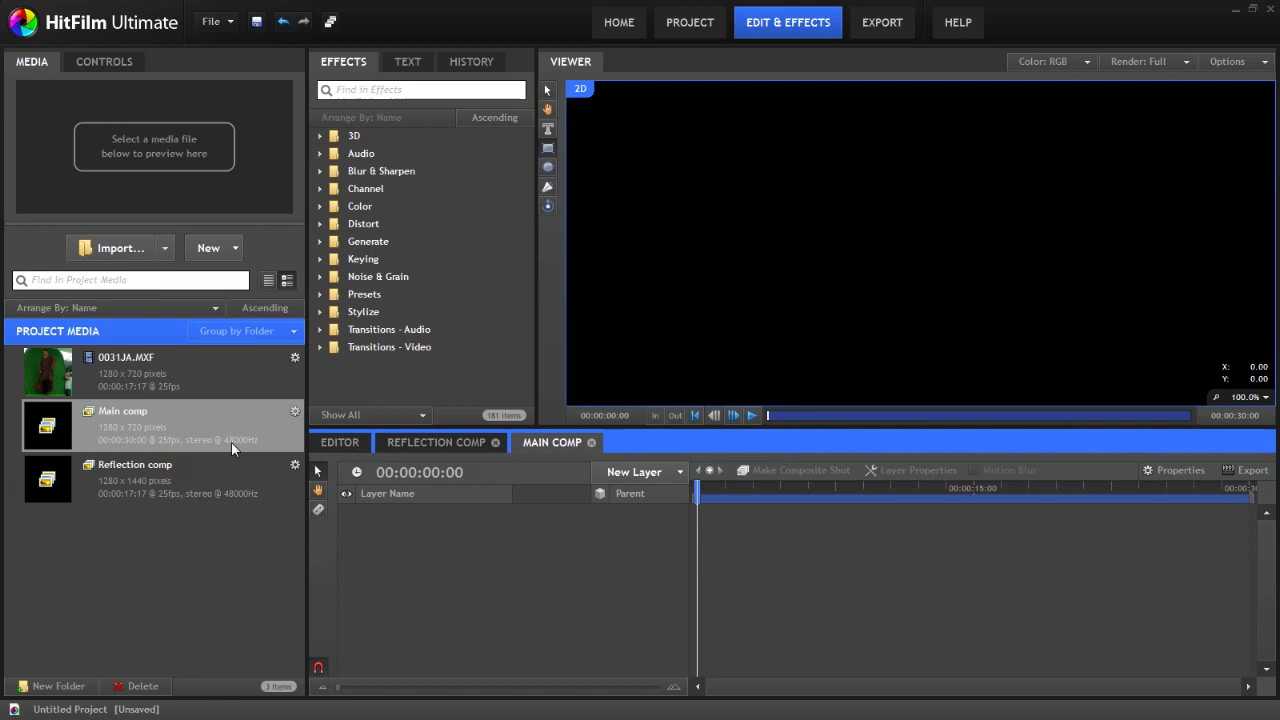 HitFilm Ultimate
File
HOME
PROJECT
EDIT & EFFECTS
EXPORT
HELP
MEDIA
CONTROLS
Select a media file
below to preview here
Import...
New
Find in Project Media
Arrange By: Name
Ascending
PROJECT MEDIA
Group by Folder
0031JA.MXF
1280 x 720 pixels
00:00:17:17 @ 25fps
Main comp
1280 x 720 pixels
00:00:30:00 @ 25fps, stereo @ 48000Hz
Reflection comp
1280 x 1440 pixels
00:00:17:17 @ 25fps, stereo @ 48000Hz
New Folder
Delete
3 items
EFFECTS
TEXT
HISTORY
Find in Effects
Arrange By: Name
Ascending
3D
Audio
Blur & Sharpen
Channel
Color
Distort
Generate
Keying
Noise & Grain
Presets
Stylize
Transitions - Audio
Transitions - Video
Show All
181 items
VIEWER
Color: RGB
Render: Full
Options
2D
X: 0.00
Y: 0.00
100.0%
00:00:00:00
In
Out
00:00:30:00
EDITOR
REFLECTION COMP
MAIN COMP
00:00:00:00
New Layer
Make Composite Shot
Layer Properties
Motion Blur
Properties
Export
Layer Name
Parent
00:00:15:00
Untitled Project [Unsaved]